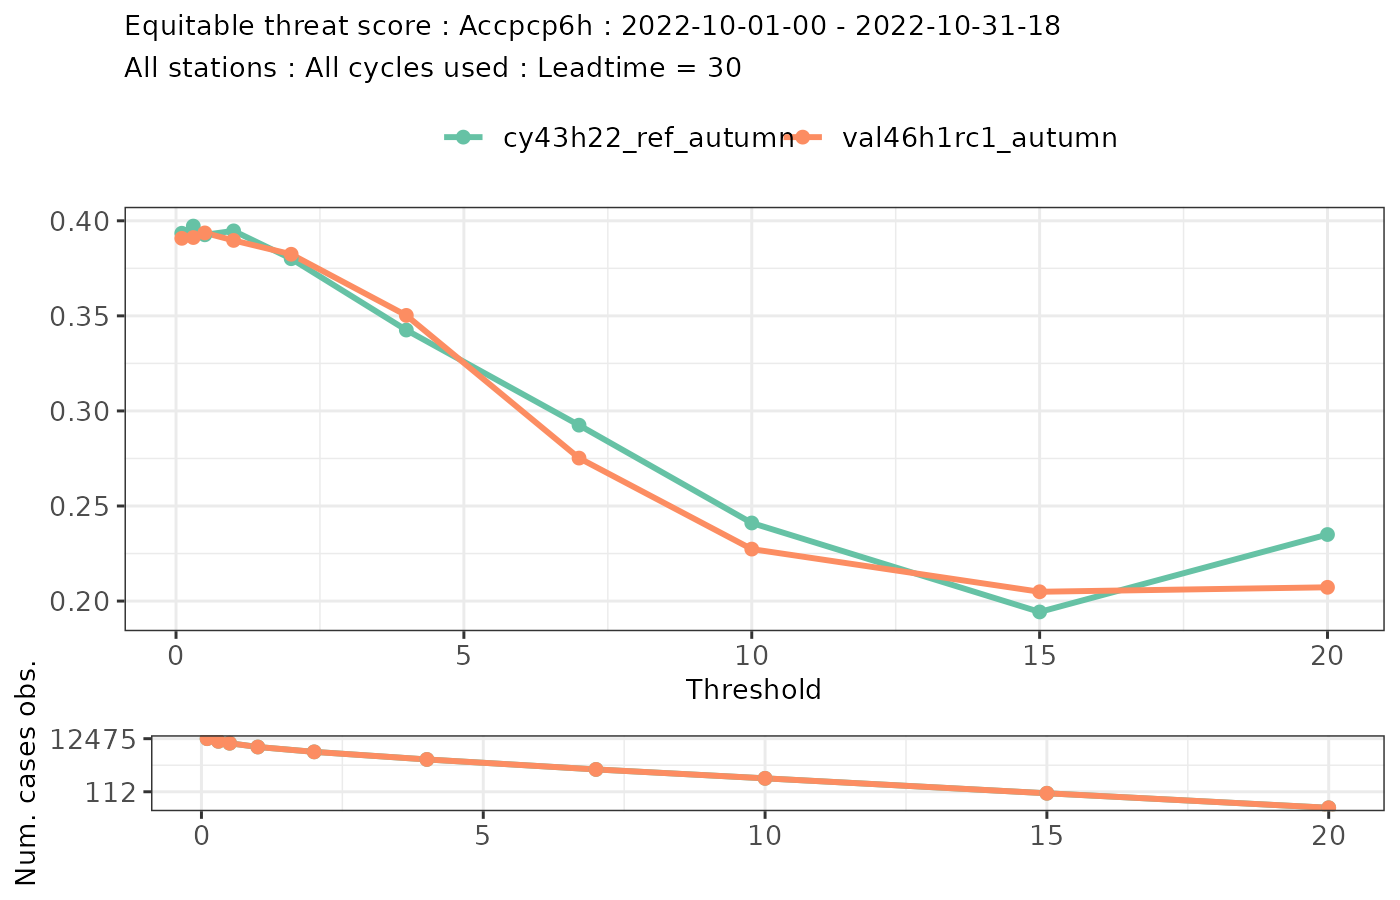 Equitable threat score : Accpcp6h : 2022-10-01-00 - 2022-10-31-18
All stations : All cycles used : Leadtime = 30
cy43h22_ref_autumn val46h1rc1_autumn
0.40
0.35
0.30
0.25
0.20
0 5 10 15 20
Threshold
Num. cases obs.
12475
112
0 5 10 15 20